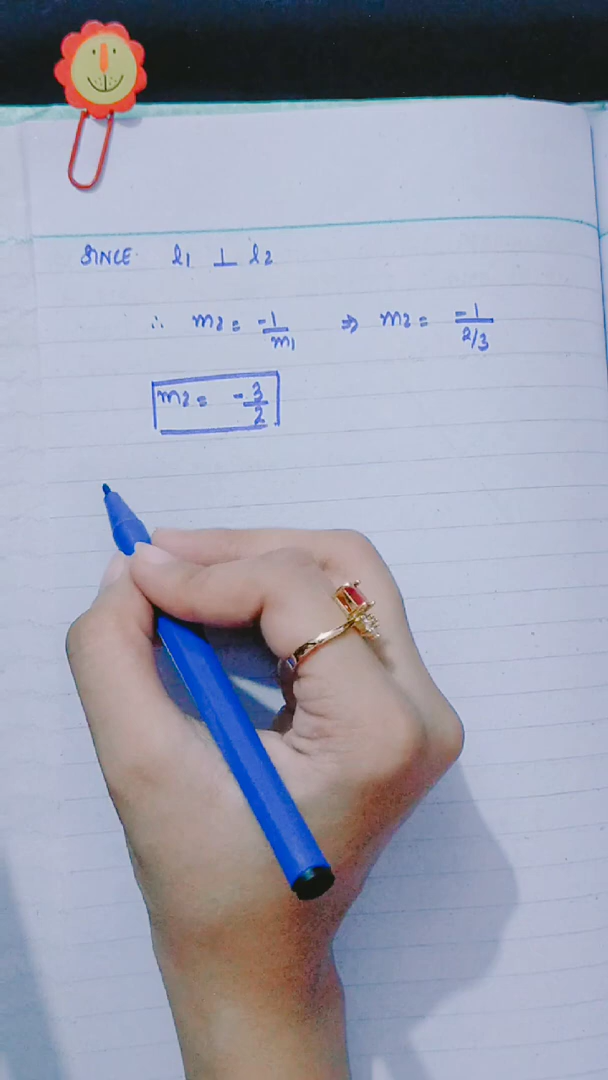 SINCE l1 ⊥ l2
∴ m2 = -1/m1 ⇒ m2 = -1/2/3
m2 = -3/2